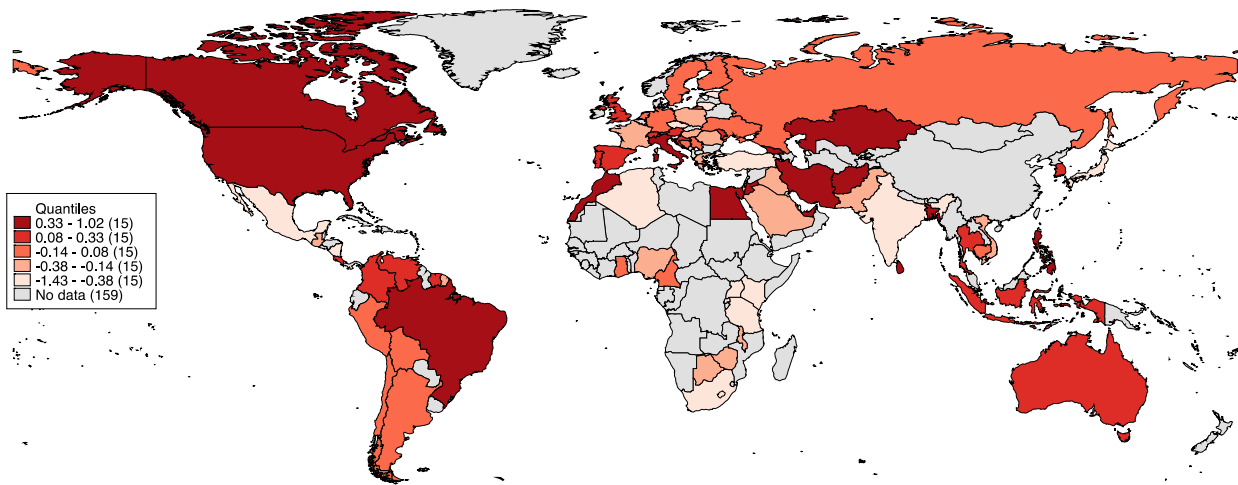 Quantiles
0.33 - 1.02 (15)
0.08 - 0.33 (15)
-0.14 - 0.08 (15)
-0.38 - -0.14 (15)
-1.43 - -0.38 (15)
No data (159)